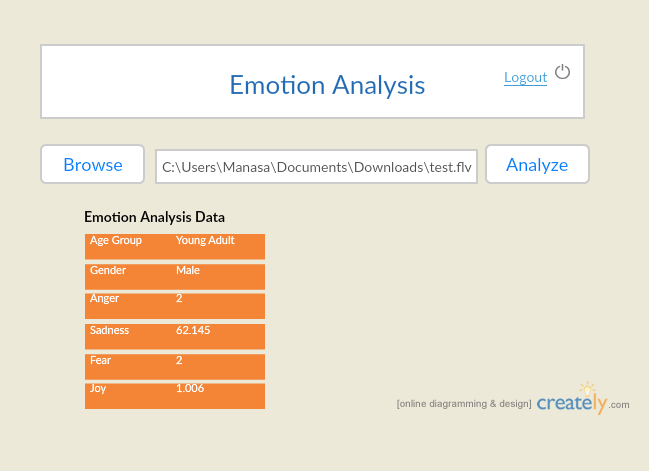 Emotion Analysis
Logout
Browse
C:\Users\Manasa\Documents\Downloads\test.flv
Analyze
Emotion Analysis Data
Age Group Young Adult
Gender Male
Anger 2
Sadness 62.145
Fear 2
Joy 1.006
[online diagramming & design] creately.com